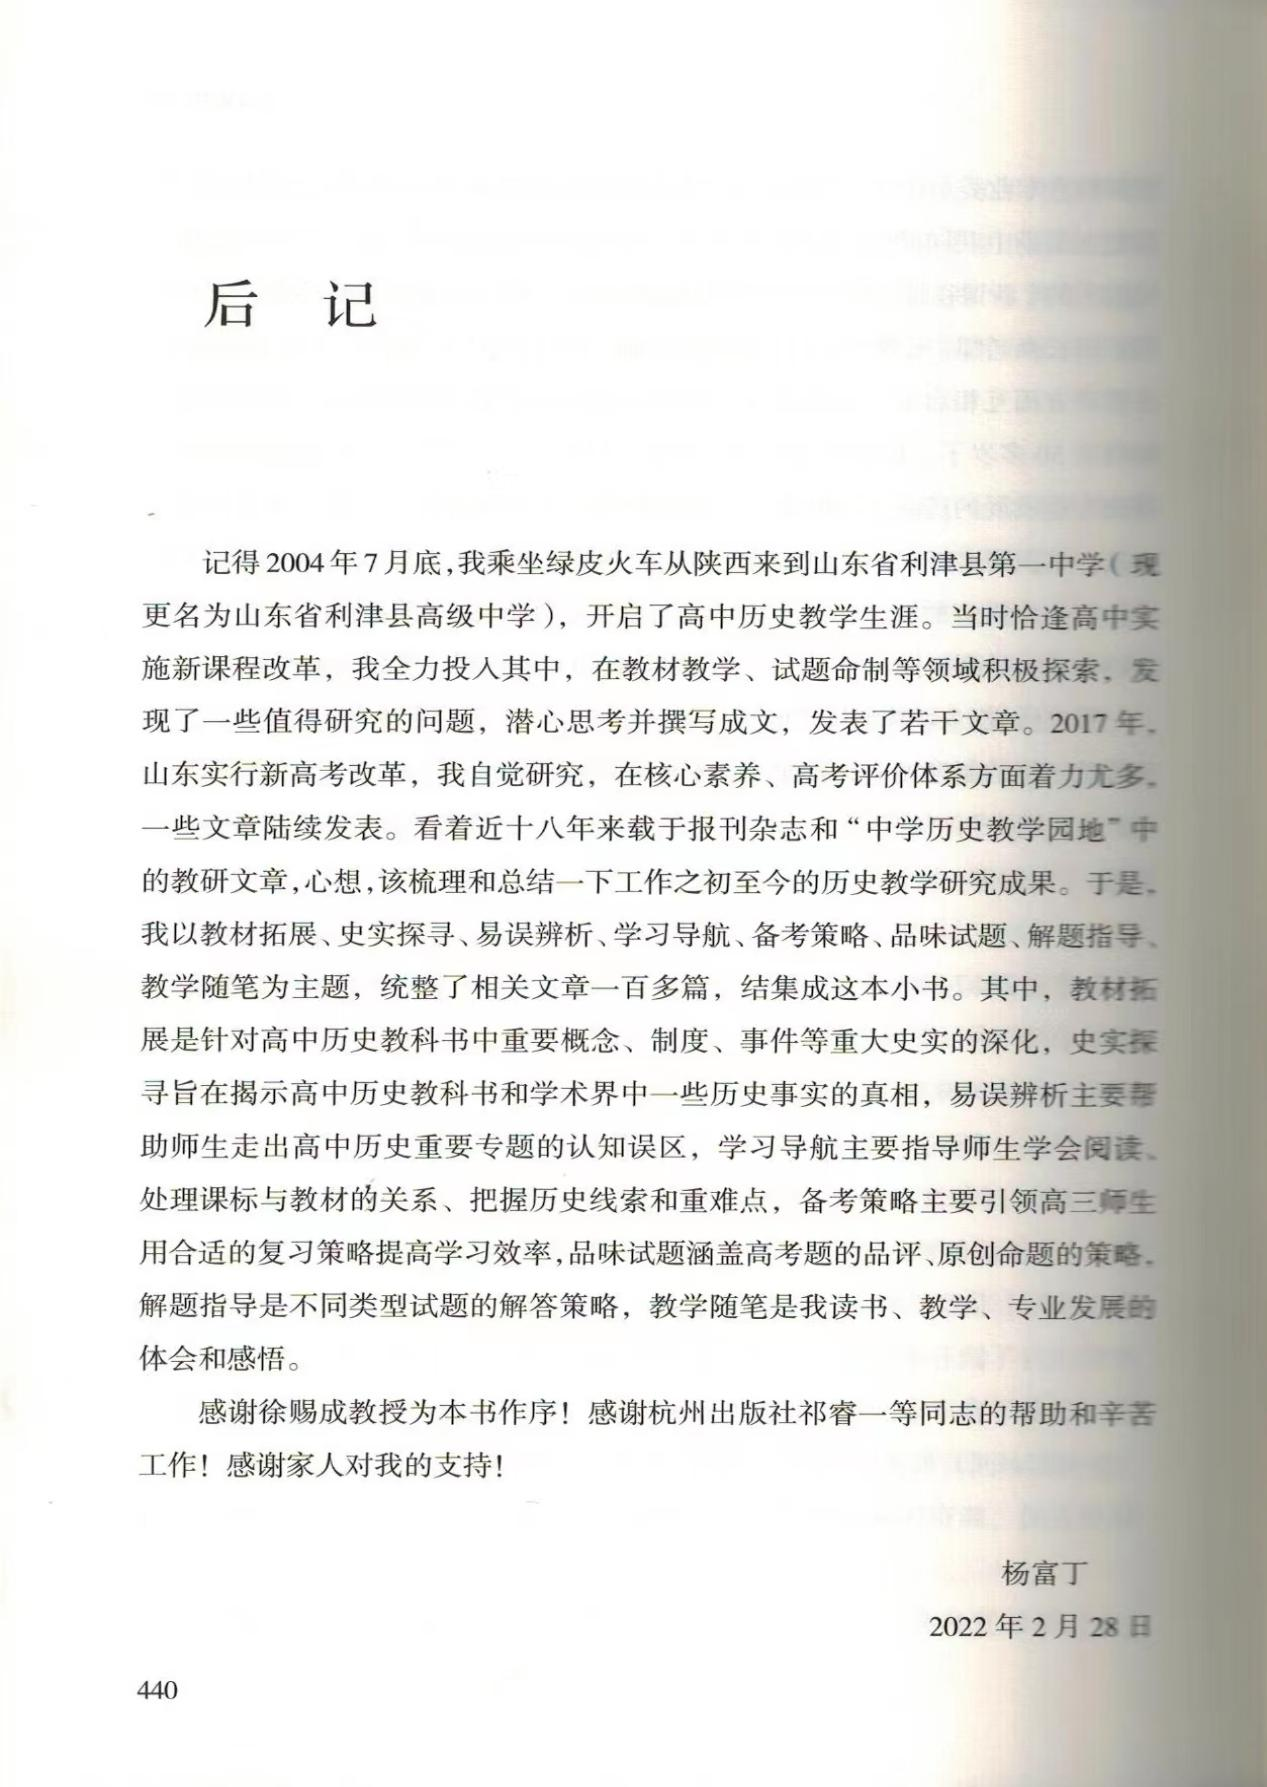 后 记
记得2004年7月底,我乘坐绿皮火车从陕西来到山东省利津县第一中学(现
更名为山东省利津县高级中学)，开启了高中历史教学生涯。当时恰逢高中实
施新课程改革，我全力投入其中，在教材教学、试题命制等领域积极探索，发
现了一些值得研究的问题，潜心思考并撰写成文，发表了若干文章。2017年，
山东实行新高考改革，我自觉研究，在核心素养、高考评价体系方面着力尤多，
一些文章陆续发表。看着近十八年来载于报刊杂志和“中学历史教学园地”中
的教研文章,心想,该梳理和总结一下工作之初至今的历史教学研究成果。于是，
我以教材拓展、史实探寻、易误辨析、学习导航、备考策略、品味试题、解题指导、
教学随笔为主题，统整了相关文章一百多篇，结集成这本小书。其中，教材拓
展是针对高中历史教科书中重要概念、制度、事件等重大史实的深化，史实探
寻旨在揭示高中历史教科书和学术界中一些历史事实的真相，易误辨析主要帮
助师生走出高中历史重要专题的认知误区，学习导航主要指导师生学会阅读、
处理课标与教材的关系、把握历史线索和重难点，备考策略主要引领高三师生
用合适的复习策略提高学习效率,品味试题涵盖高考题的品评、原创命题的策略，
解题指导是不同类型试题的解答策略，教学随笔是我读书、教学、专业发展的
体会和感悟。
感谢徐赐成教授为本书作序！感谢杭州出版社祁睿一等同志的帮助和辛苦
工作！感谢家人对我的支持！
杨富丁
2022年2月28日
440